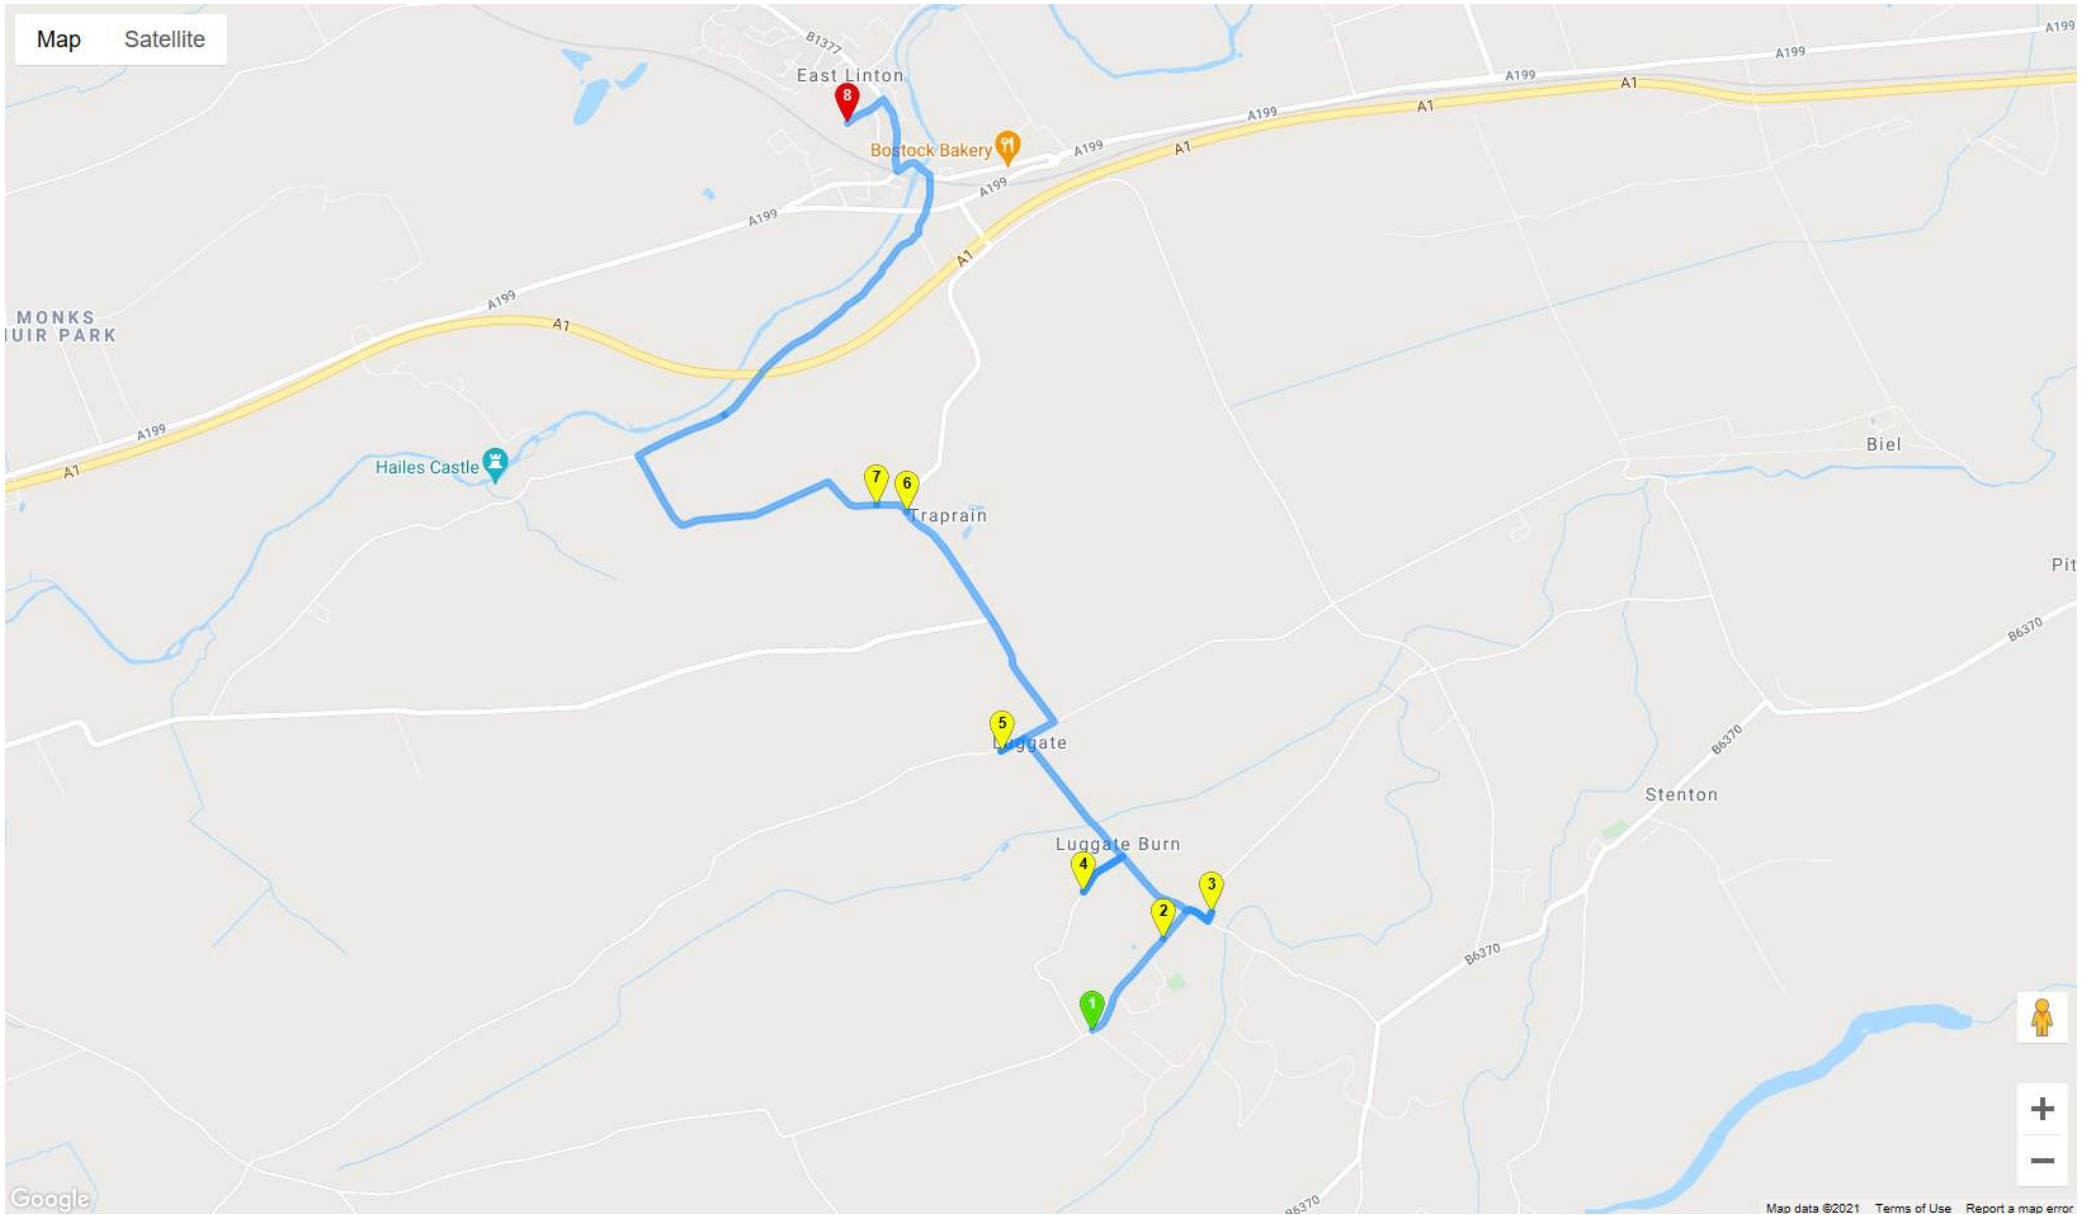 Map Satellite
B1377
East Linton
8
A199
A199
A199
A199
A1
A1
A1
Bostock Bakery
A199
A199
A199
A1
A199
A1
MONKS
UIR PARK
A199
A1
Hailes Castle
7
6
Traprain
Biel
Pit
B6370
5
Luggate
B6370
Stenton
Luggate Burn
4
3
2
B6370
1
B6370
Google
Map data ©2021 Terms of Use Report a map error